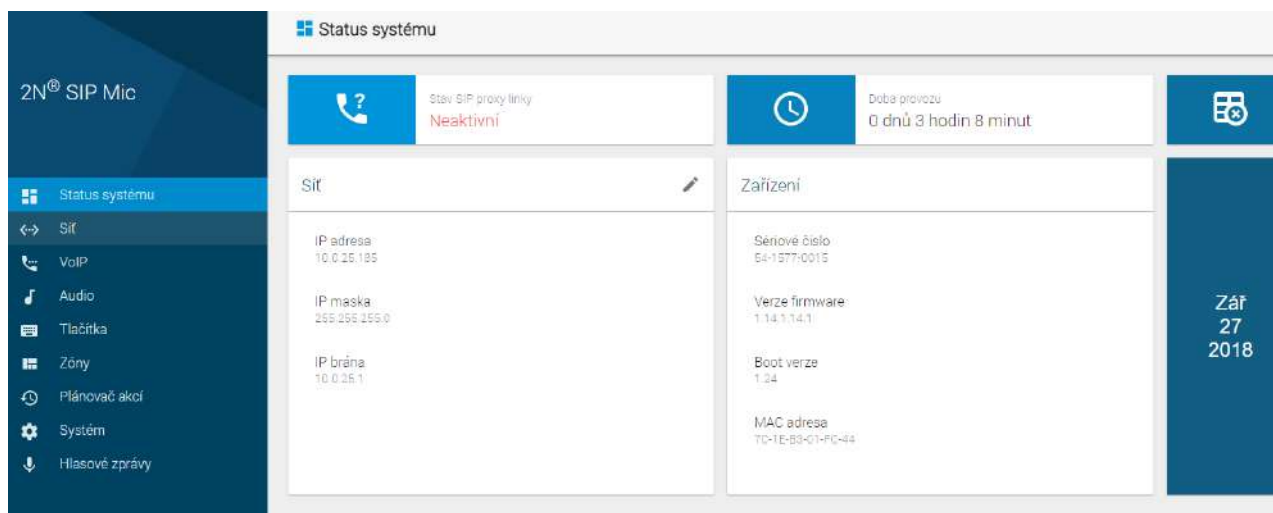 Status systému
2N® SIP Mic
Stav SIP proxy linky
Neaktivní
Doba provozu
0 dnů 3 hodin 8 minut
Status systému
Síť
VoIP
Audio
Tlačítka
Zóny
Plánovač akcí
Systém
Hlasové zprávy
Síť
IP adresa
10.0.25.185
IP maska
255.255.255.0
IP brána
10.0.25.1
Zařízení
Sériové číslo
54-1577-0015
Verze firmware
1.14.1.14.1
Boot verze
1.24
MAC adresa
7C-1E-B3-01-FC-44
Zář
27
2018